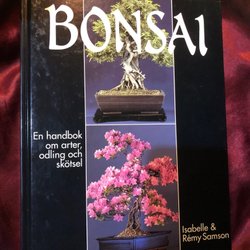 BONSAI
En handbok
om arter,
odling och
skötsel
Isabelle &
Rémy Samson